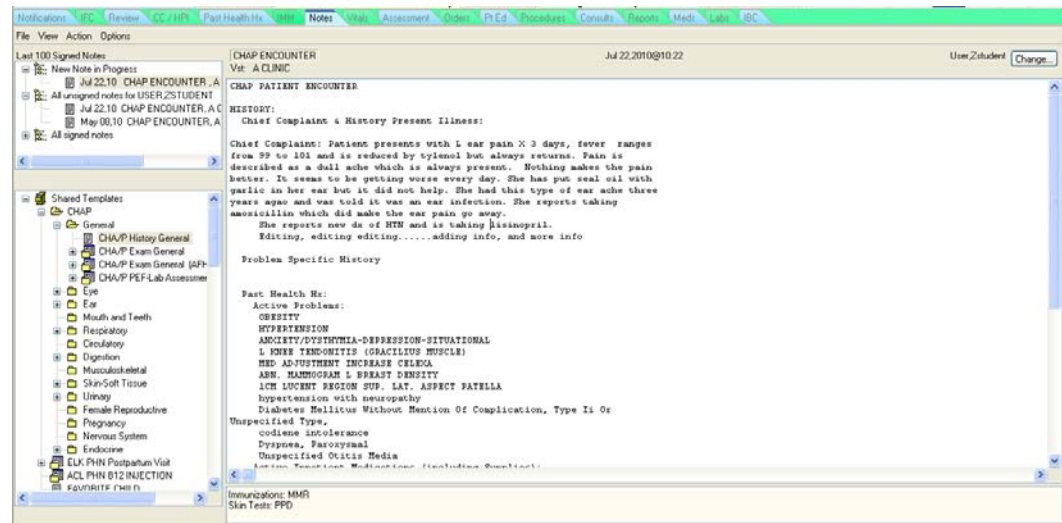 Notifications IFC Review CC / HPI Past Health Hx IMM Notes Vitals Assessment Orders Pt Ed Procedures Consults Reports Meds Labs IBC
File View Action Options
Last 100 Signed Notes
New Note in Progress
Jul 22,10 CHAP ENCOUNTER , A
All unsigned notes for USER,ZSTUDENT
Jul 22,10 CHAP ENCOUNTER, A C
May 08,10 CHAP ENCOUNTER, A
All signed notes
Shared Templates
CHAP
General
CHA/P History General
CHA/P Exam General
CHA/P Exam General (AFH
CHA/P PEF-Lab Assessmer
Eye
Ear
Mouth and Teeth
Respiratory
Circulatory
Digestion
Musculoskeletal
Skin-Soft Tissue
Urinary
Female Reproductive
Pregnancy
Nervous System
Endocrine
ELK PHN Postpartum Visit
ACL PHN B12 INJECTION
FAVORITE CHILD
CHAP ENCOUNTER Jul 22,2010@10:22 User,Zstudent Change...
Vst: A CLINIC
CHAP PATIENT ENCOUNTER
HISTORY:
Chief Complaint & History Present Illness:
Chief Complaint: Patient presents with L ear pain X 3 days, fever ranges
from 99 to 101 and is reduced by tylenol but always returns. Pain is
described as a dull ache which is always present. Nothing makes the pain
better. It seems to be getting worse every day. She has put seal oil with
garlic in her ear but it did not help. She had this type of ear ache three
years agao and was told it was an ear infection. She reports taking
amoxicillin which did make the ear pain go away.
She reports new dx of HTN and is taking lisinopril.
Editing, editing editing......adding info, and more info
Problem Specific History
Past Health Hx:
Active Problems:
OBESITY
HYPERTENSION
ANXIETY/DYSTHYMIA-DEPRESSION-SITUATIONAL
L KNEE TENDONITIS (GRACILIUS MUSCLE)
MED ADJUSTMENT INCREASE CELEXA
ABN. MAMMOGRAM L BREAST DENSITY
1CM LUCENT REGION SUP. LAT. ASPECT PATELLA
hypertension with neuropathy
Diabetes Mellitus Without Mention Of Complication, Type Ii Or
Unspecified Type,
codiene intolerance
Dyspnea, Paroxysmal
Unspecified Otitis Media
Active Inpatient Medications (including Supplies):
Immunizations: MMR
Skin Tests: PPD